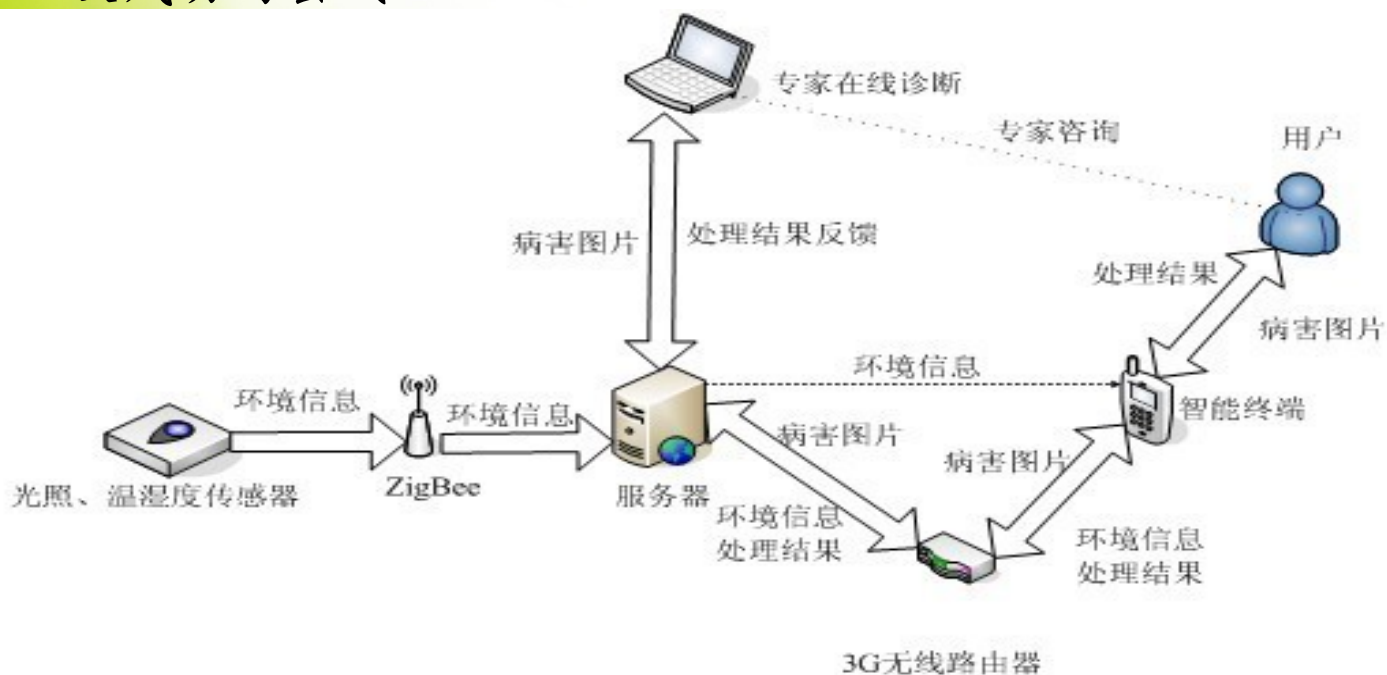 专家在线诊断
专家咨询
用户
病害图片
处理结果反馈
处理结果
病害图片
环境信息
环境信息
环境信息
智能终端
病害图片
病害图片
光照、温湿度传感器
ZigBee
服务器
环境信息
处理结果
环境信息
处理结果
3G无线路由器